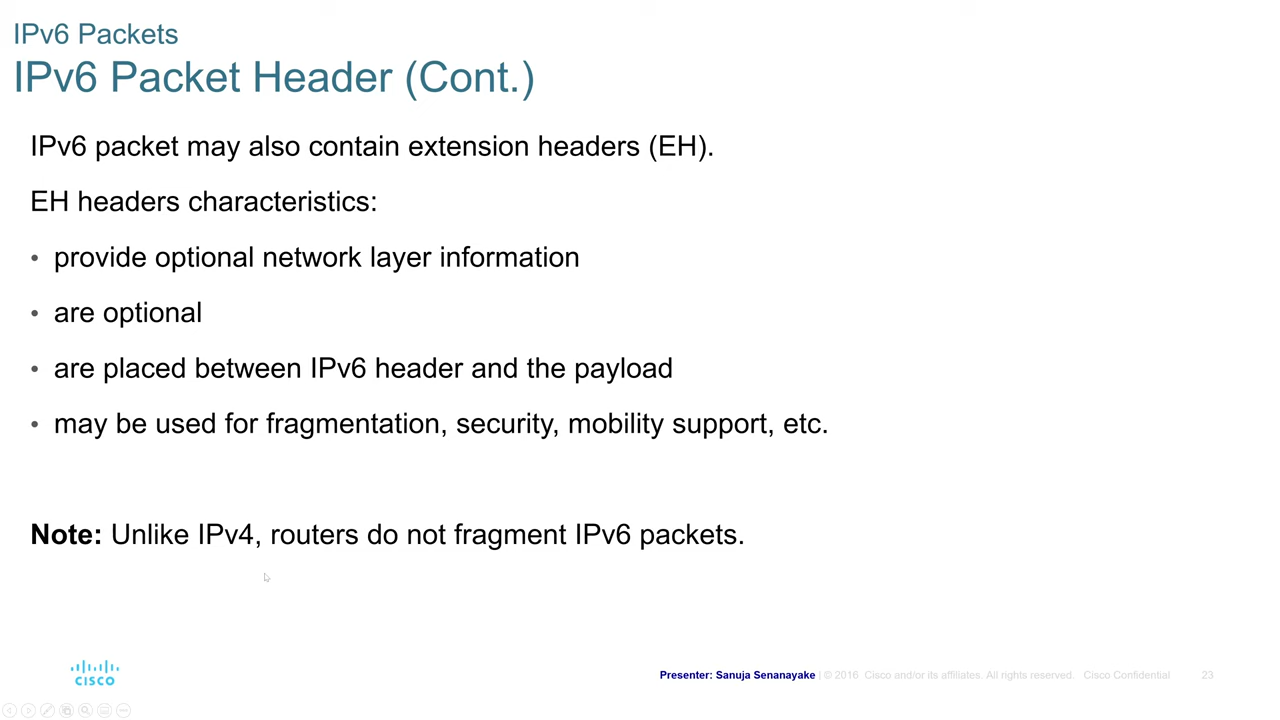 IPv6 Packets
IPv6 Packet Header (Cont.)
IPv6 packet may also contain extension headers (EH).
EH headers characteristics:
• provide optional network layer information
• are optional
• are placed between IPv6 header and the payload
• may be used for fragmentation, security, mobility support, etc.
Note: Unlike IPv4, routers do not fragment IPv6 packets.
CISCO
Presenter: Sanuja Senanayake | © 2016 Cisco and/or its affiliates. All rights reserved. Cisco Confidential 23